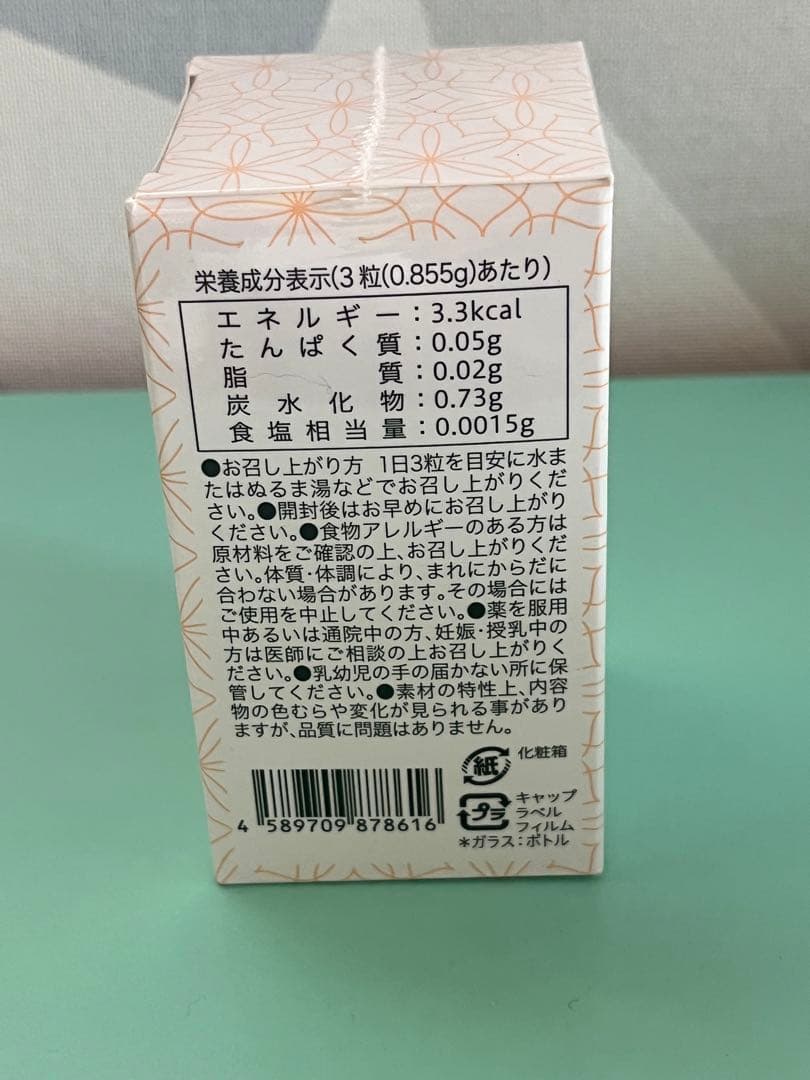 栄養成分表示(3粒(0.855g)あたり)
エネルギー：3.3kcal
たんぱく質：0.05g
脂質：0.02g
炭水化物：0.73g
食塩相当量：0.0015g
●お召し上がり方 1日3粒を目安に水ま
たはぬるま湯などでお召し上がりくだ
さい。●開封後はお早めにお召し上がり
ください。●食物アレルギーのある方は
原材料をご確認の上、お召し上がりくだ
さい。体質・体調により、まれにからだに
合わない場合があります。その場合には
ご使用を中止してください。●薬を服用
中あるいは通院中の方、妊娠・授乳中の
方は医師にご相談の上お召し上がりく
ださい。●乳幼児の手の届かない所に保
管してください。●素材の特性上、内容
物の色むらや変化が見られる事があり
ますが、品質に問題はありません。
紙 化粧箱
プラ キャップ
ラベル
フィルム
*ガラス：ボトル
4 589709 878616